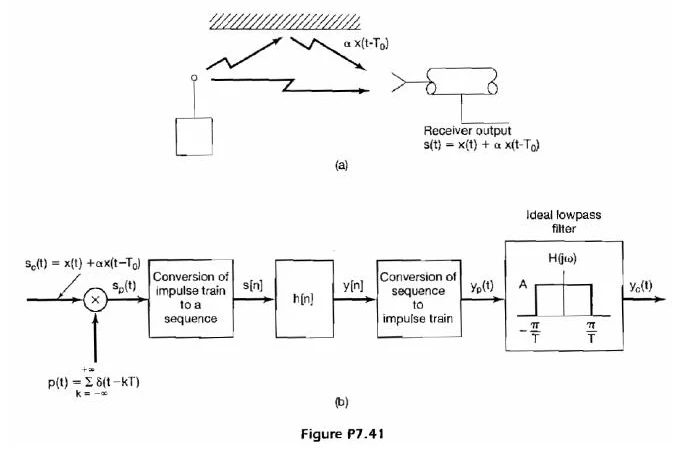 α x(t-T₀)
Receiver output
s(t) = x(t) + α x(t-T₀)
(a)
Ideal lowpass
filter
H(jω)
A
-π/T
π/T
s꜀(t) = x(t) +αx(t-T₀)
×
sₚ(t)
Conversion of
impulse train
to a
sequence
s[n]
h[n]
y[n]
Conversion of
sequence
to
impulse train
yₚ(t)
y꜀(t)
+∞
p(t) = Σ δ(t -kT)
k = -∞
(b)
Figure P7.41